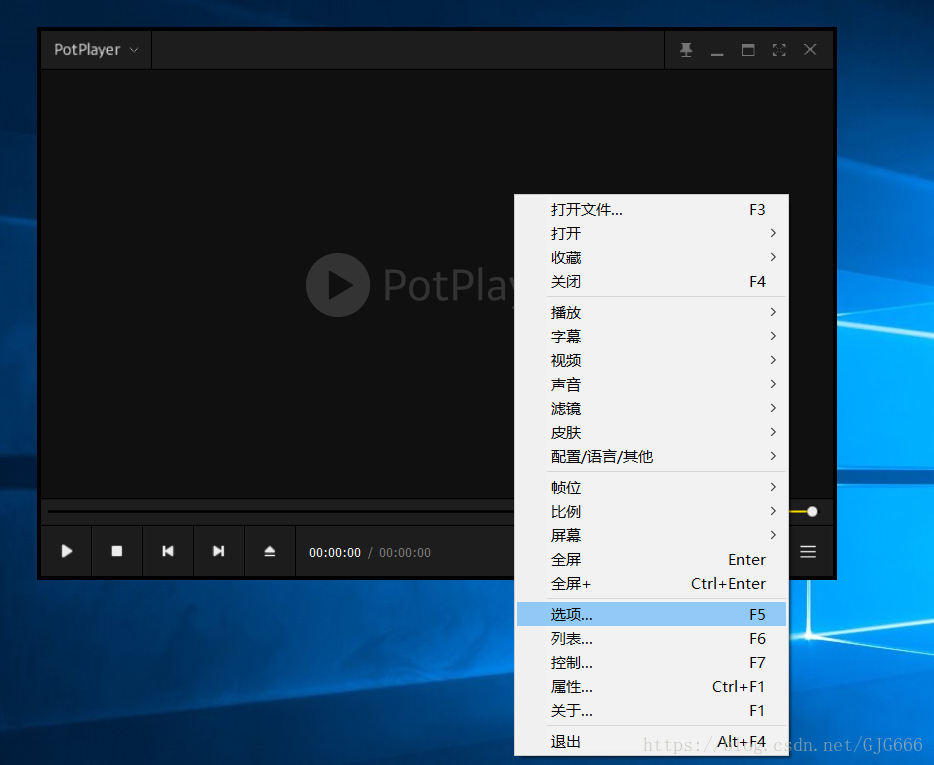 PotPlayer
PotPlay
打开文件... F3
打开
收藏
关闭 F4
播放
字幕
视频
声音
滤镜
皮肤
配置/语言/其他
帧位
比例
屏幕
全屏 Enter
全屏+ Ctrl+Enter
00:00:00 / 00:00:00
选项... F5
列表... F6
控制... F7
属性... Ctrl+F1
关于... F1
退出 Alt+F4
https://blog.csdn.net/GJG666